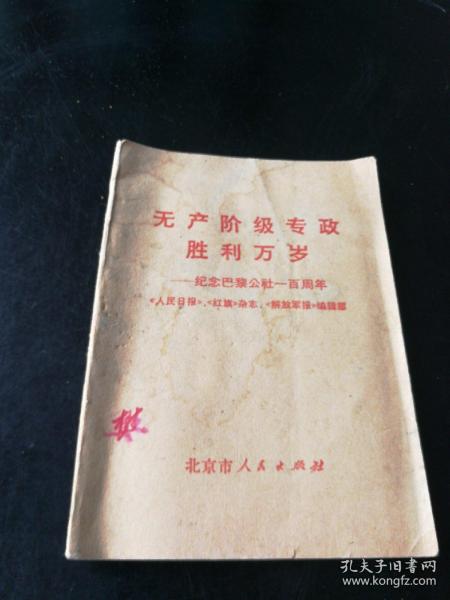 无产阶级专政
胜利万岁
——纪念巴黎公社一百周年
《人民日报》、《红旗》杂志、《解放军报》编辑部
樊
北京市人民出版社
孔夫子旧书网
www.kongfz.com